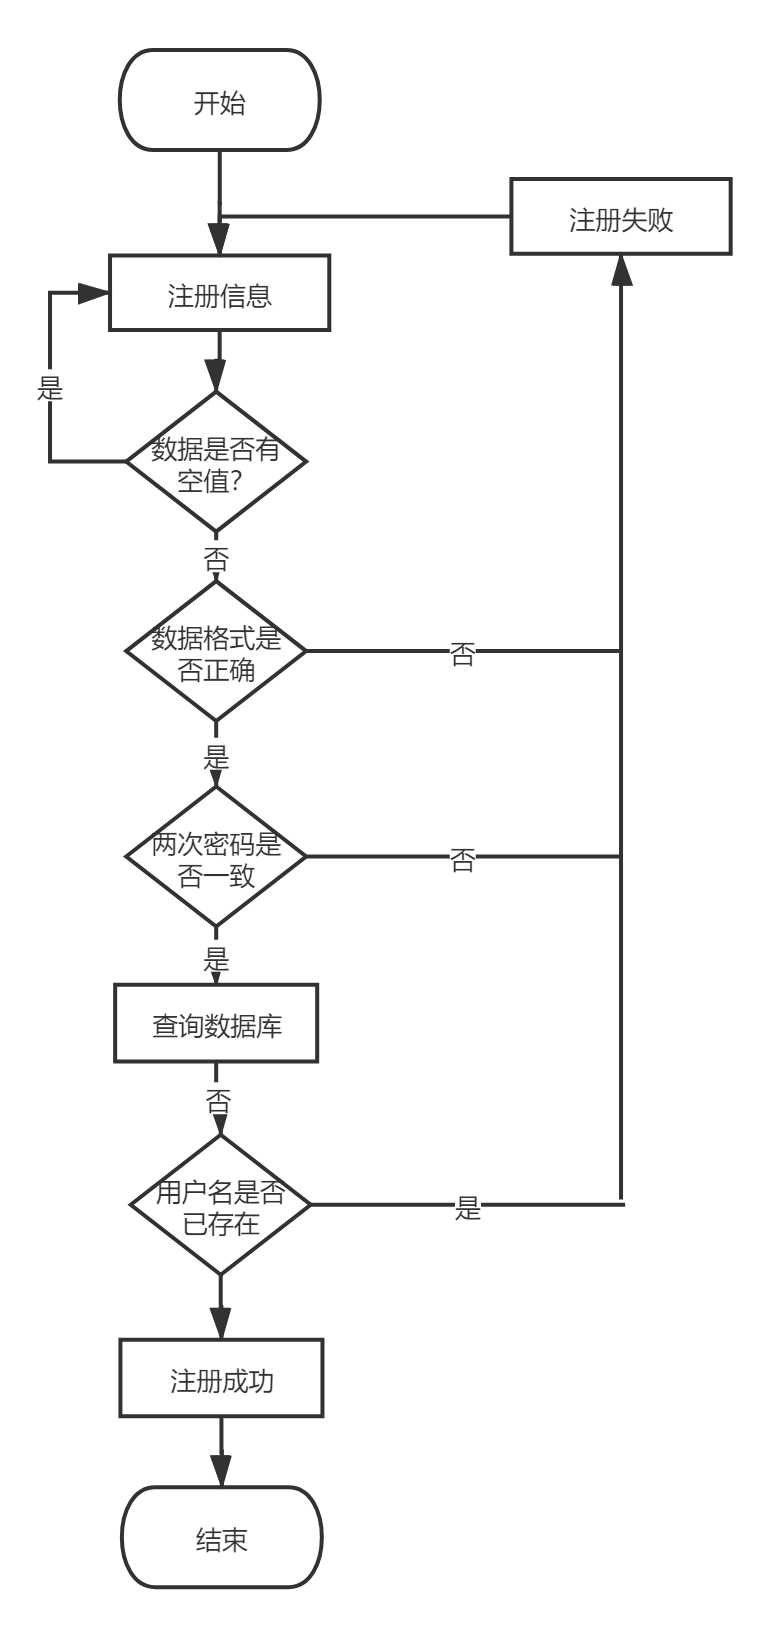 开始
注册失败
注册信息
是
数据是否有
空值?
否
数据格式是
否正确
否
是
两次密码是
否一致
否
是
查询数据库
否
用户名是否
已存在
是
注册成功
结束